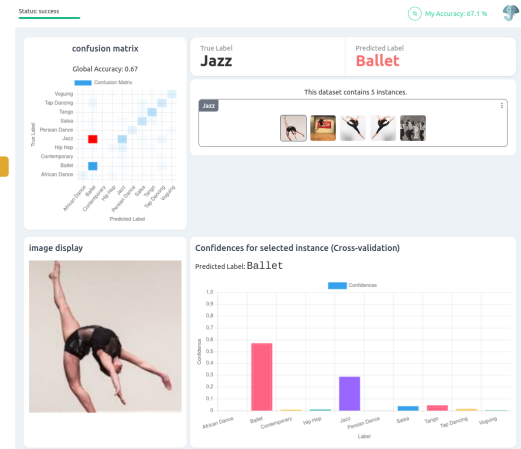 Status: success
My Accuracy: 67.1 %
confusion matrix
Global Accuracy: 0.67
Confusion Matrix
Voguing
Tap Dancing
Tango
Salsa
Persian Dance
Jazz
Hip Hop
Contemporary
Ballet
African Dance
True Label
African Dance
Ballet
Contemporary
Hip Hop
Jazz
Persian Dance
Salsa
Tango
Tap Dancing
Voguing
Predicted Label
True Label
Jazz
Predicted Label
Ballet
This dataset contains 5 instances.
Jazz
image display
Confidences for selected instance (Cross-validation)
Predicted Label: Ballet
Confidences
1,0
0,9
0,8
0,7
0,6
0,5
0,4
0,3
0,2
0,1
0
Confidence
African Dance
Ballet
Contemporary
Hip Hop
Jazz
Persian Dance
Salsa
Tango
Tap Dancing
Voguing
Label